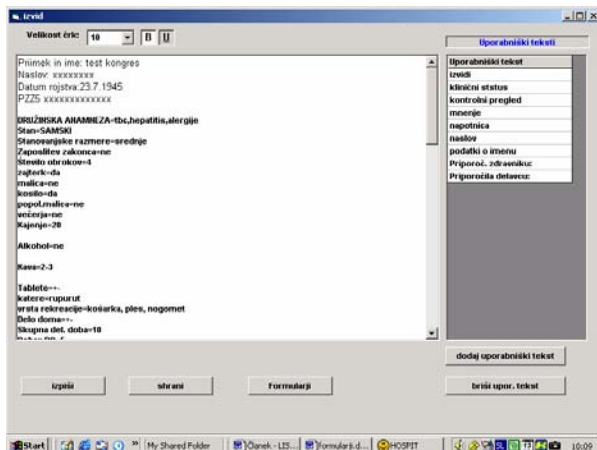 izvid
Velikost črk: 10 B U
Uporabniški teksti
Priimek in ime: test kongres
Naslov: xxxxxxxx
Datum rojstva:23.7.1945
PZZS xxxxxxxxxxxxx
DRUŽINSKA ANAMNEZA=tbc,hepatitis,alergije
Stan=SAMSKI
Stanovanjske razmere=srednje
Zaposlitev zakonca=ne
Število obrokov=4
zajterk=da
malica=ne
kosilo=da
popol.malica=ne
večerja=ne
Kajenje=20
Alkohol=ne
Kava=2-3
Tablete=+-
katere=rupurut
vrsta rekreacije=košarka, ples, nogomet
Delo doma=+-
Skupna del. doba=10
Uporabniški tekst
izvidi
klinični ststus
kontrolni pregled
mnenje
napotnica
naslov
podatki o imenu
Priporoč. zdravniku:
Priporočila delavcu:
dodaj uporabniški tekst
izpiši
shrani
Formularji
briši upor. tekst
Start
My Shared Folder
Članek - LIS...
formularji.d...
HOSPIT
SL
10:09